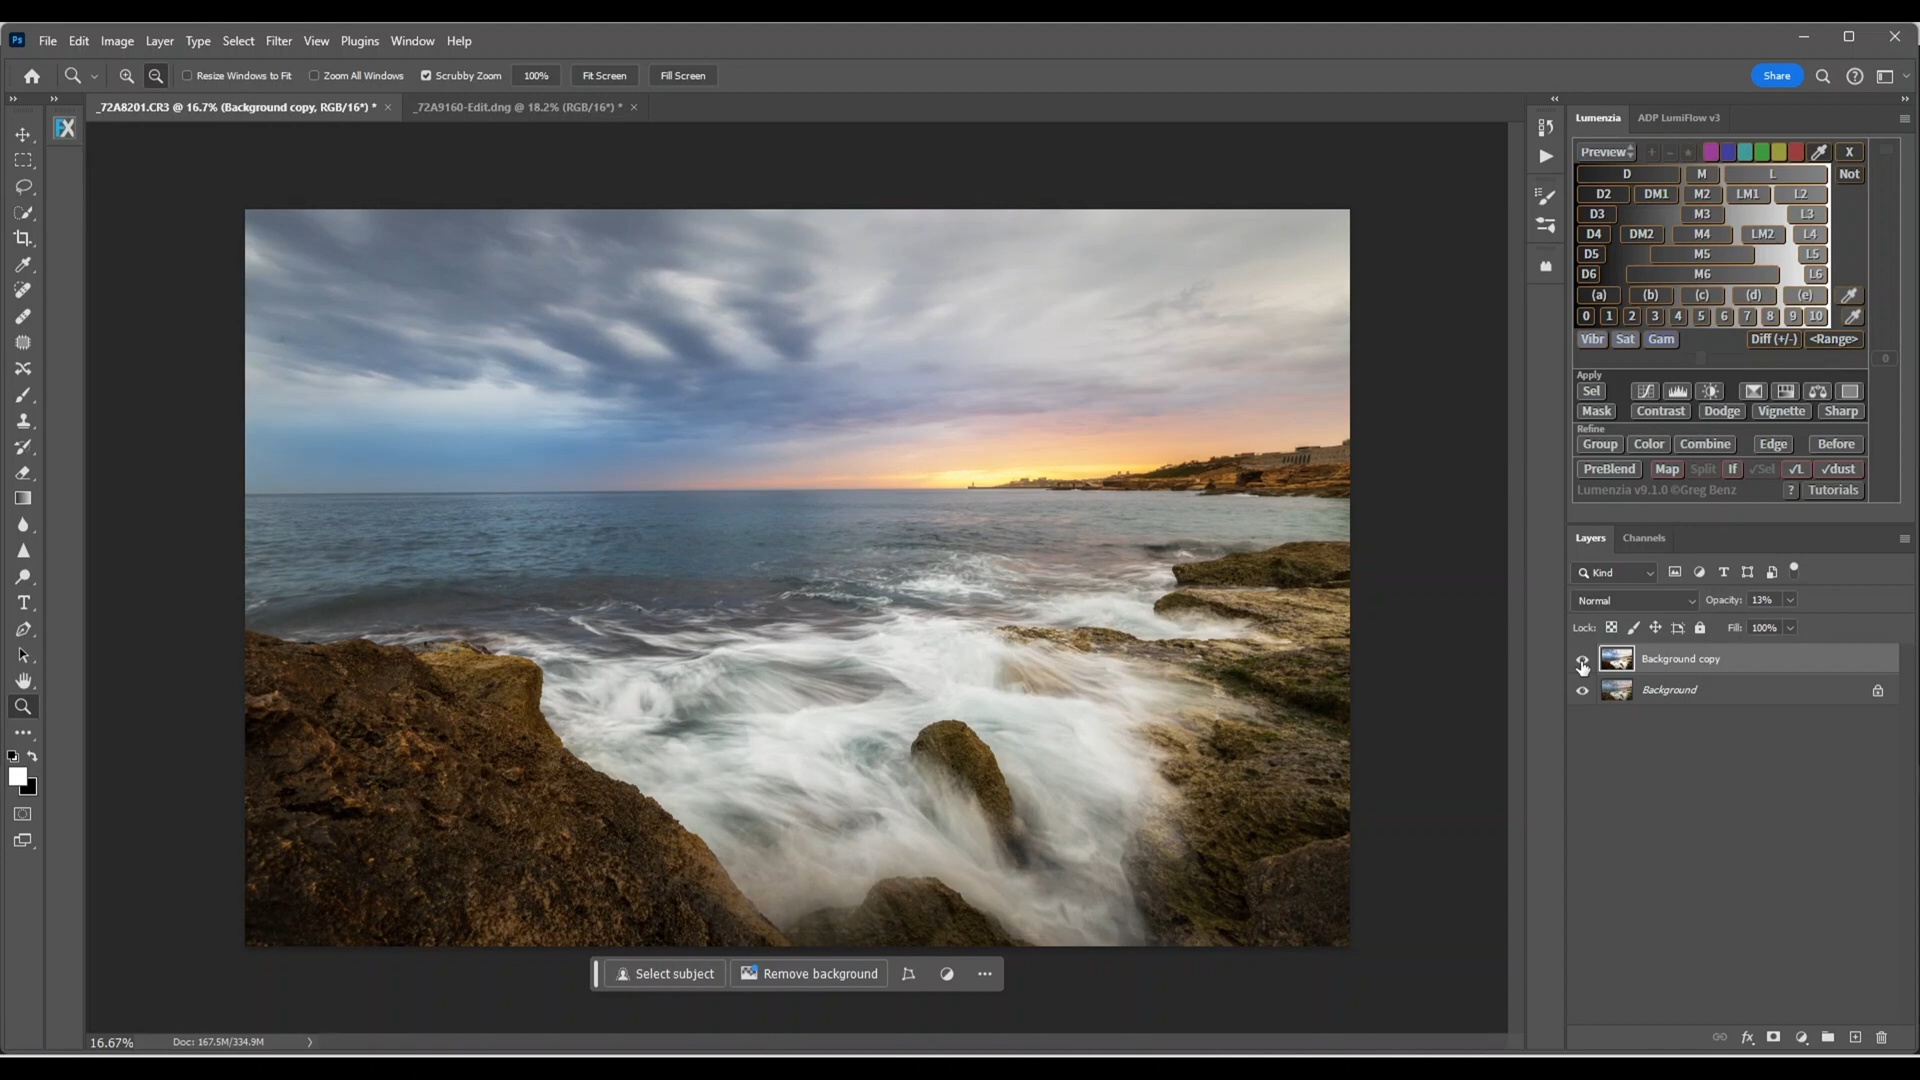 Ps File Edit Image Layer Type Select Filter View Plugins Window Help
Resize Windows to Fit Zoom All Windows Scrubby Zoom 100% Fit Screen Fill Screen Share
_72A8201.CR3 @ 16.7% (Background copy, RGB/16*) * × _72A9160-Edit.dng @ 18.2% (RGB/16*) * ×
FX
Lumenzia ADP LumiFlow v3
Preview + - * X
D M L Not
D2 DM1 M2 LM1 L2
D3 M3 L3
D4 DM2 M4 LM2 L4
D5 M5 L5
D6 M6 L6
(a) (b) (c) (d) (e)
0 1 2 3 4 5 6 7 8 9 10
Vibr Sat Gam Diff (+/-) <Range>
0
Apply
Sel
Mask Contrast Dodge Vignette Sharp
Refine
Group Color Combine Edge Before
PreBlend Map Split If ✓Sel ✓L ✓dust
Lumenzia v9.1.0 ©Greg Benz ? Tutorials
Layers Channels
Kind
Normal Opacity: 13%
Lock: Fill: 100%
Background copy
Background
Select subject Remove background
16.67% Doc: 167.5M/334.9M
fx